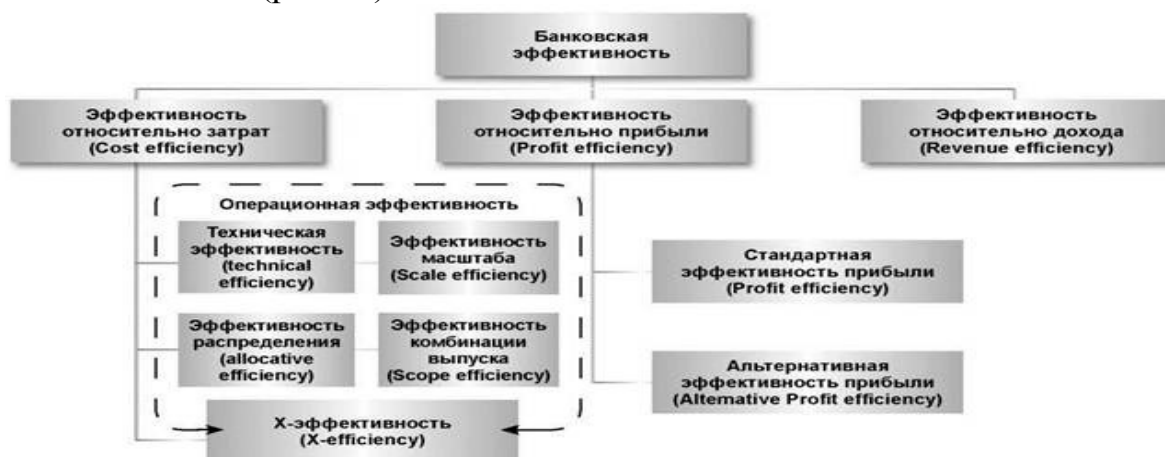 Банковская
эффективность
Эффективность
относительно затрат
(Cost efficiency)
Эффективность
относительно прибыли
(Profit efficiency)
Эффективность
относительно дохода
(Revenue efficiency)
Операционная эффективность
Техническая
эффективность
(technical
efficiency)
Эффективность
масштаба
(Scale efficiency)
Эффективность
распределения
(allocative
efficiency)
Эффективность
комбинации
выпуска
(Scope efficiency)
Х-эффективность
(X-efficiency)
Стандартная
эффективность прибыли
(Profit efficiency)
Альтернативная
эффективность прибыли
(Alternative Profit efficiency)